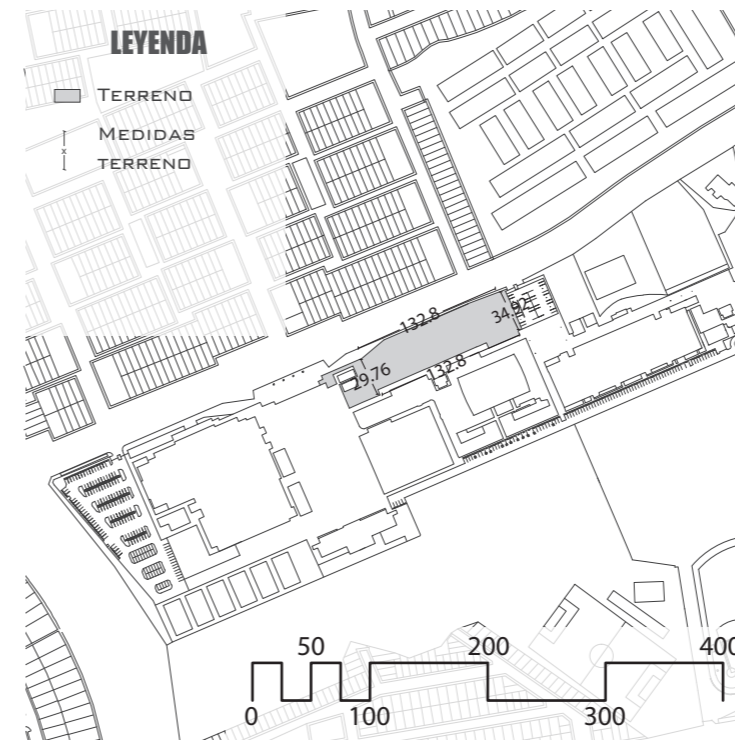 LEYENDA
TERRENO
MEDIDAS
TERRENO
132.8
34.92
29.76
132.8
50 200 400
0 100 300